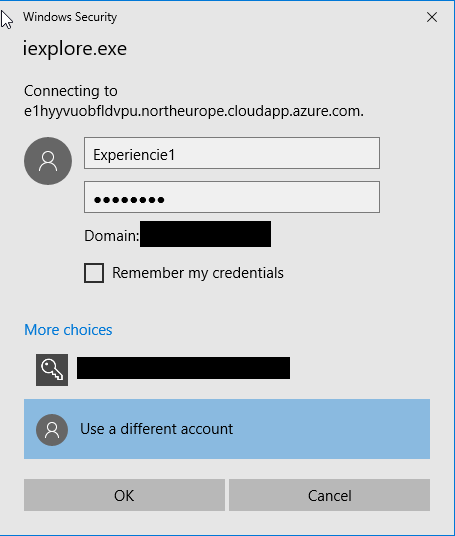 Windows Security
iexplore.exe
Connecting to
e1hyyvuobfldvpu.northeurope.cloudapp.azure.com.
Experiencie1
●●●●●●●●
Domain:
Remember my credentials
More choices
Use a different account
OK
Cancel